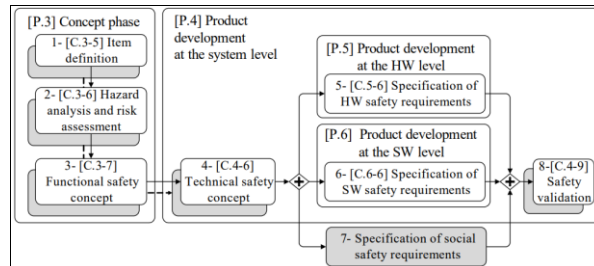 [P.3] Concept phase
1- [C.3-5] Item
definition
2- [C.3-6] Hazard
analysis and risk
assessment
3- [C.3-7]
Functional safety
concept
[P.4] Product
development
at the system level
4- [C.4-6]
Technical safety
concept
[P.5] Product development
at the HW level
5- [C.5-6] Specification of
HW safety requirements
[P.6] Product development
at the SW level
6- [C.6-6] Specification of
SW safety requirements
7- Specification of social
safety requirements
8-[C.4-9]
Safety
validation